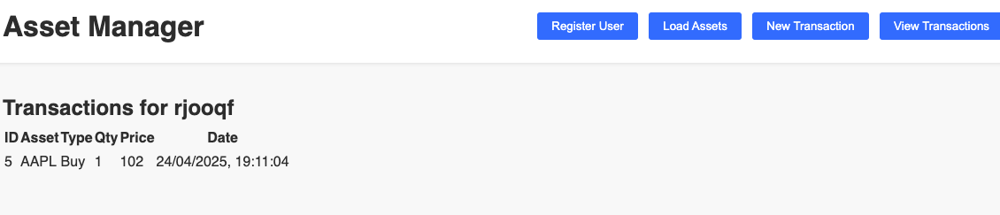 Asset Manager Register User Load Assets New Transaction View Transactions
Transactions for rjooqf
ID Asset Type Qty Price Date
5 AAPL Buy 1 102 24/04/2025, 19:11:04